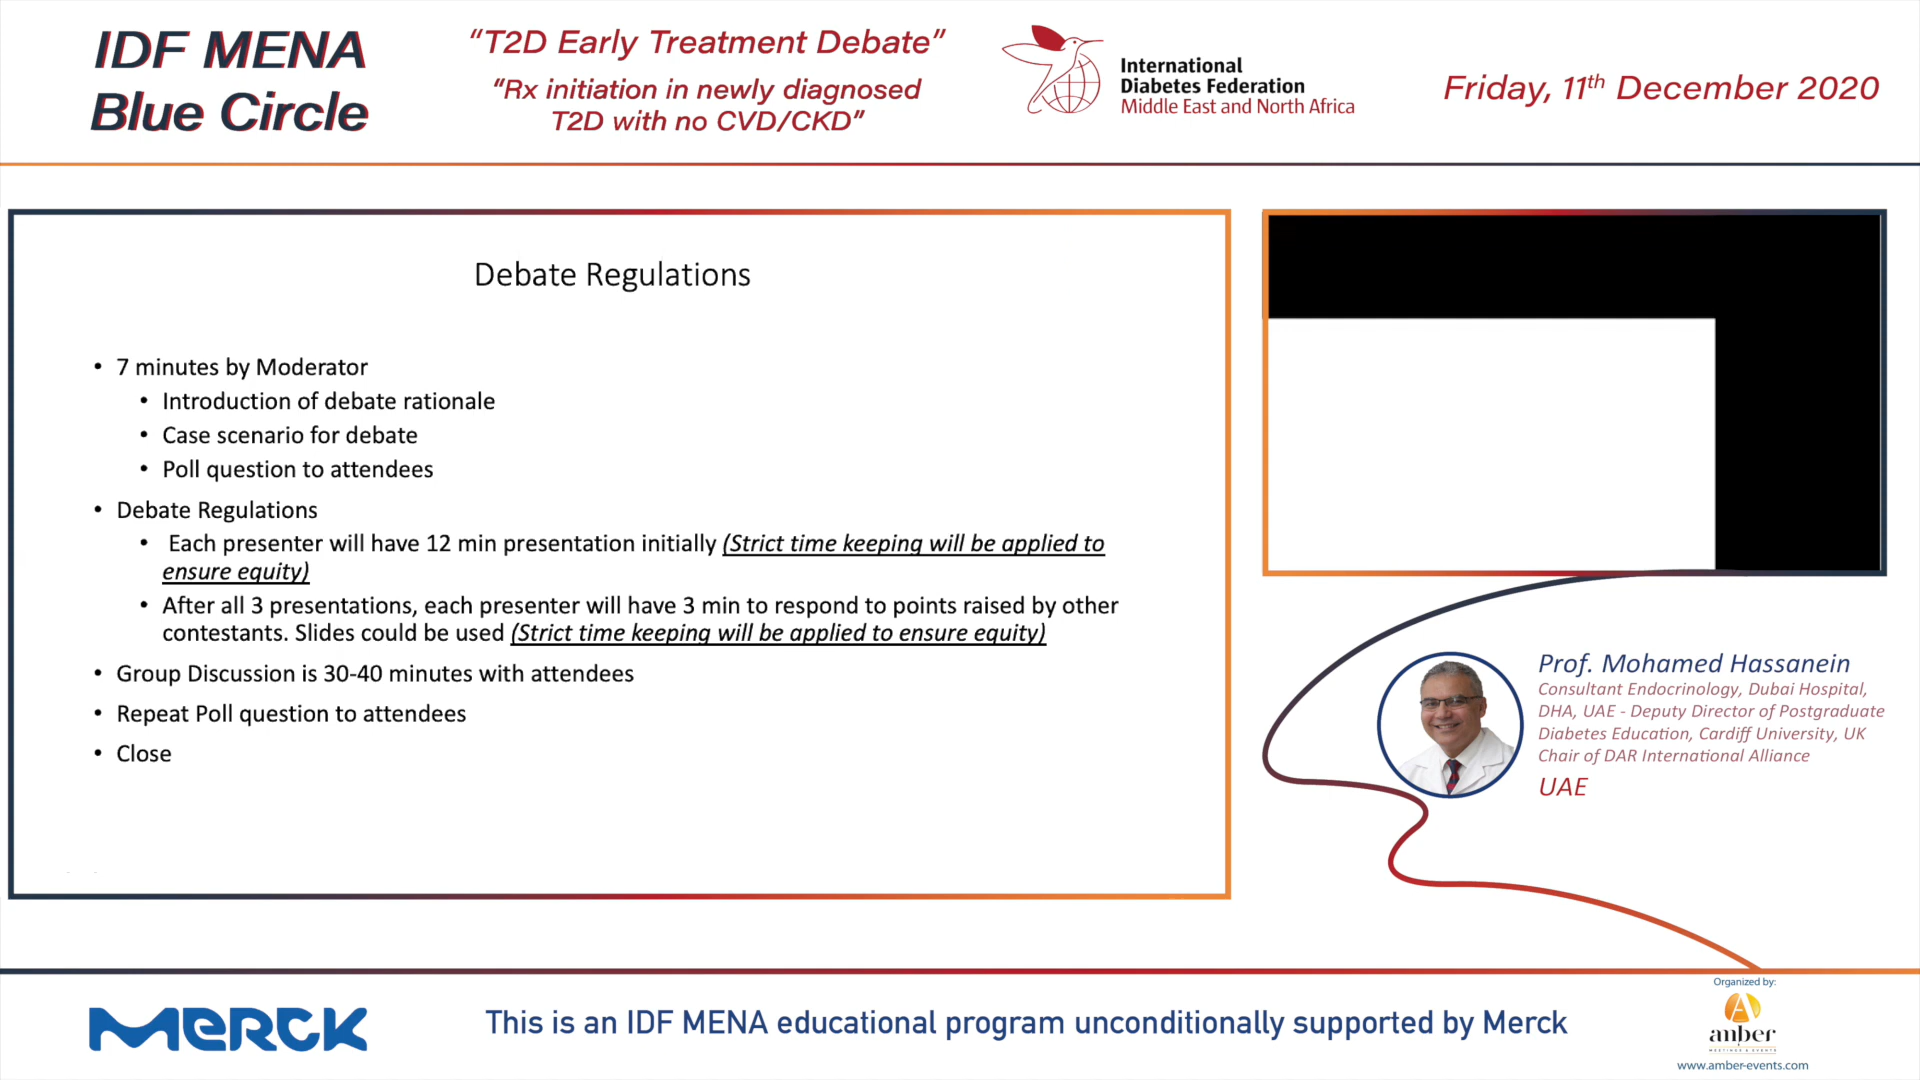 IDF MENA
Blue Circle
“T2D Early Treatment Debate”
“Rx initiation in newly diagnosed
T2D with no CVD/CKD”
International
Diabetes Federation
Middle East and North Africa
Friday, 11th December 2020
Debate Regulations
• 7 minutes by Moderator
• Introduction of debate rationale
• Case scenario for debate
• Poll question to attendees
• Debate Regulations
• Each presenter will have 12 min presentation initially (Strict time keeping will be applied to
ensure equity)
• After all 3 presentations, each presenter will have 3 min to respond to points raised by other
contestants. Slides could be used (Strict time keeping will be applied to ensure equity)
• Group Discussion is 30-40 minutes with attendees
• Repeat Poll question to attendees
• Close
Prof. Mohamed Hassanein
Consultant Endocrinology, Dubai Hospital,
DHA, UAE - Deputy Director of Postgraduate
Diabetes Education, Cardiff University, UK
Chair of DAR International Alliance
UAE
MERCK
This is an IDF MENA educational program unconditionally supported by Merck
Organized by:
amber
MEETINGS & EVENTS
www.amber-events.com